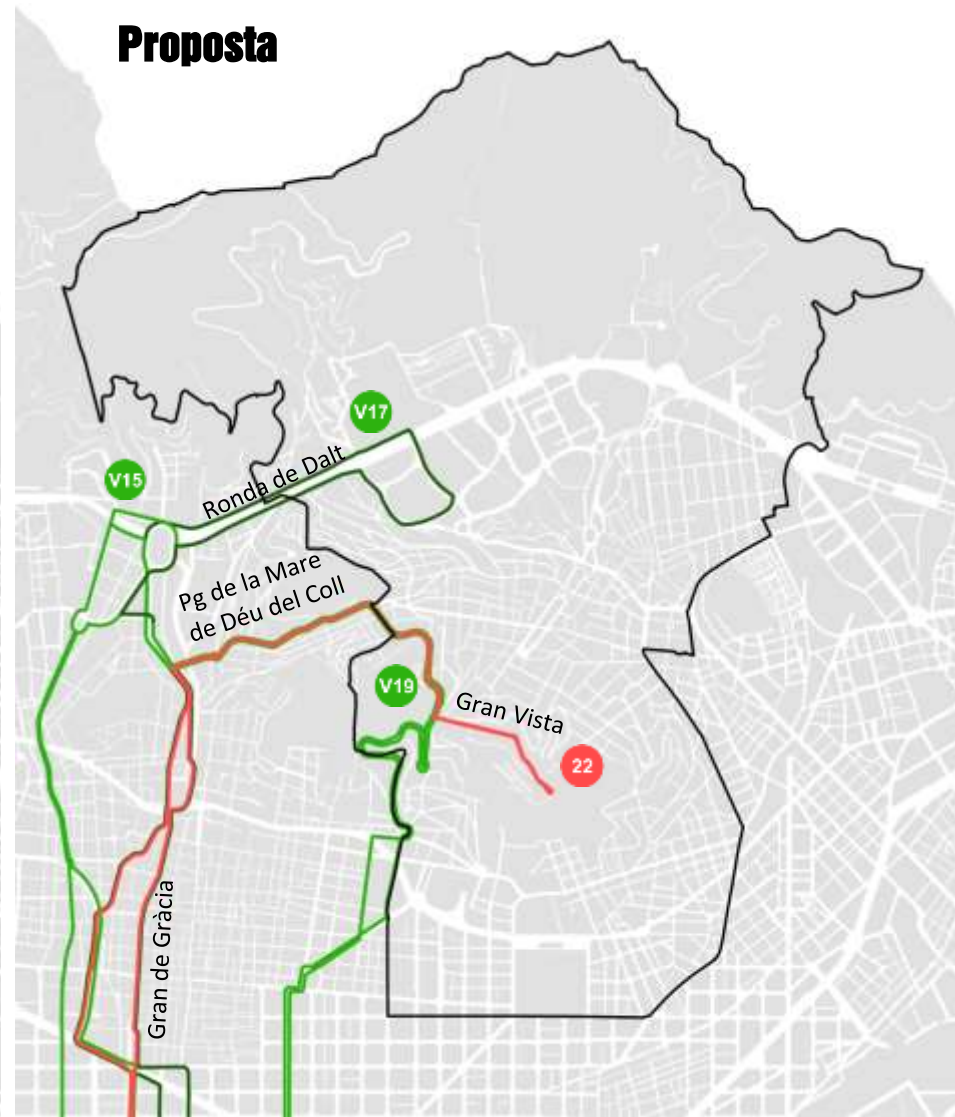 Proposta
V17
V15
Ronda de Dalt
Pg de la Mare
de Déu del Coll
V19
Gran Vista
22
Gran de Gràcia